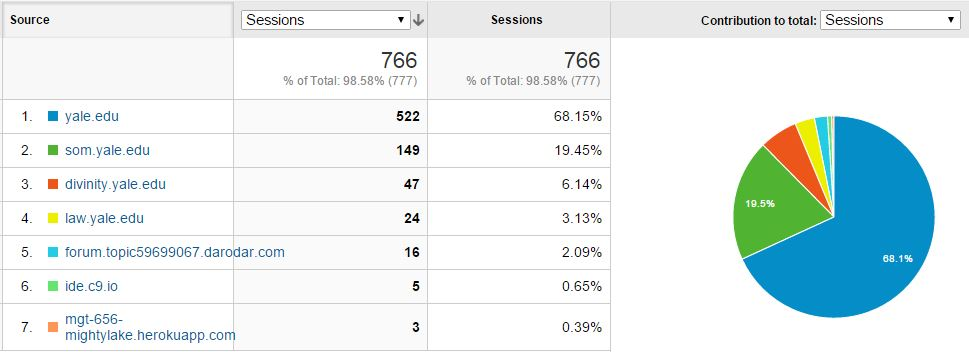 Source Sessions Sessions Contribution to total: Sessions
766 766
% of Total: 98.58% (777) % of Total: 98.58% (777)
1. yale.edu 522 68.15%
2. som.yale.edu 149 19.45%
3. divinity.yale.edu 47 6.14%
4. law.yale.edu 24 3.13%
5. forum.topic59699067.darodar.com 16 2.09%
6. ide.c9.io 5 0.65%
7. mgt-656-
mightylake.herokuapp.com 3 0.39%
19.5%
68.1%